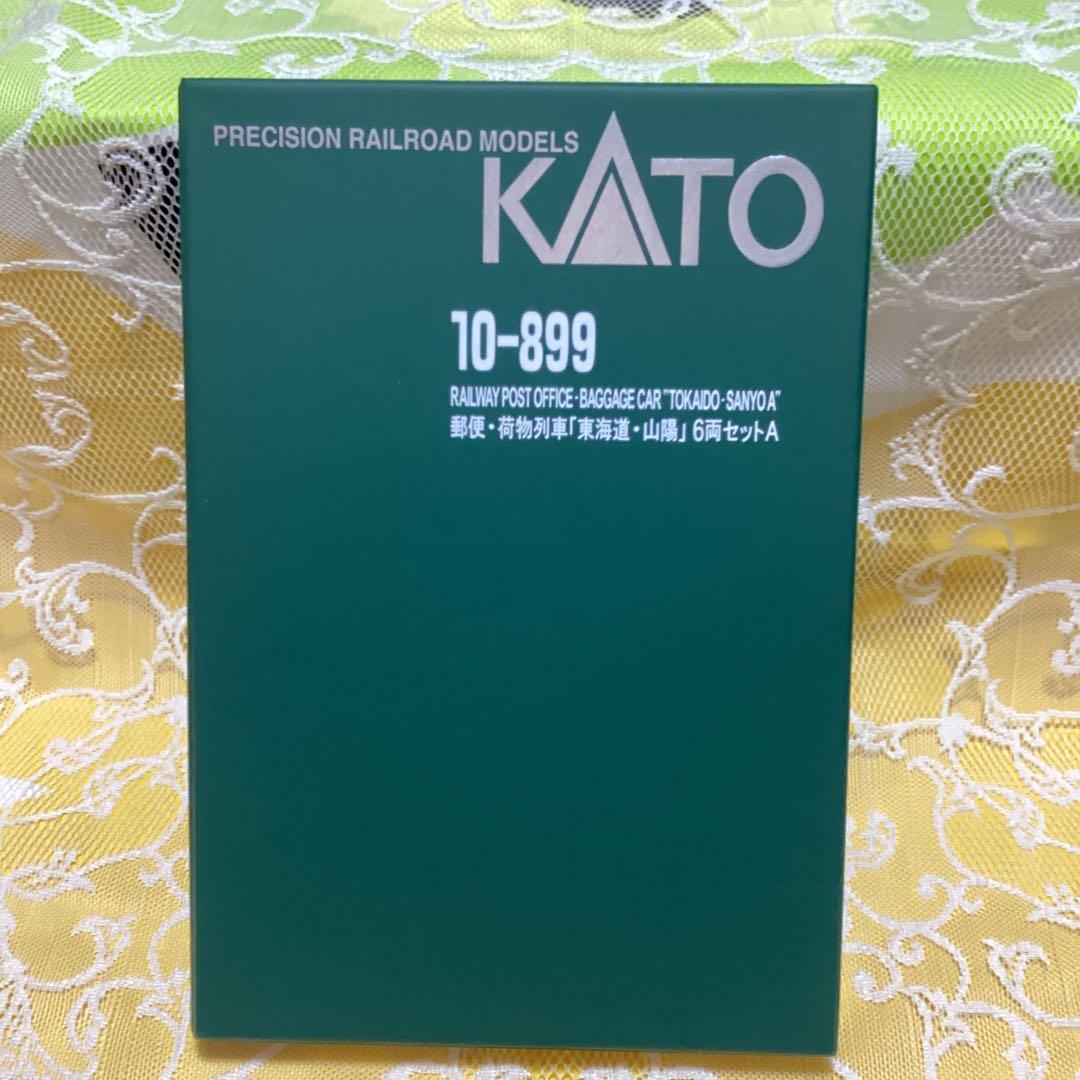 PRECISION RAILROAD MODELS
KATO
10-899
RAILWAY POST OFFICE·BAGGAGE CAR "TOKAIDO·SANYO A"
郵便・荷物列車「東海道・山陽」6両セットA